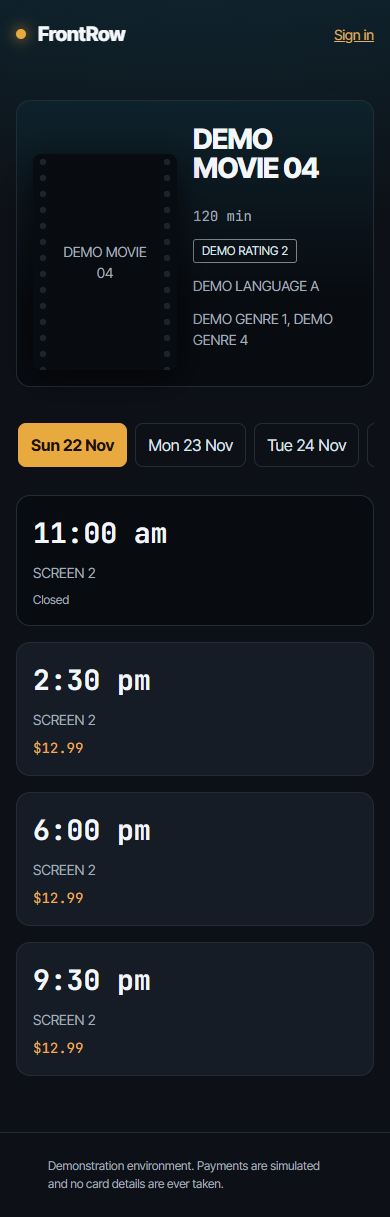 FrontRow
Sign in
DEMO MOVIE
04
DEMO
MOVIE 04
120 min
DEMO RATING 2
DEMO LANGUAGE A
DEMO GENRE 1, DEMO
GENRE 4
Sun 22 Nov
Mon 23 Nov
Tue 24 Nov
11:00 am
SCREEN 2
Closed
2:30 pm
SCREEN 2
$12.99
6:00 pm
SCREEN 2
$12.99
9:30 pm
SCREEN 2
$12.99
Demonstration environment. Payments are simulated
and no card details are ever taken.